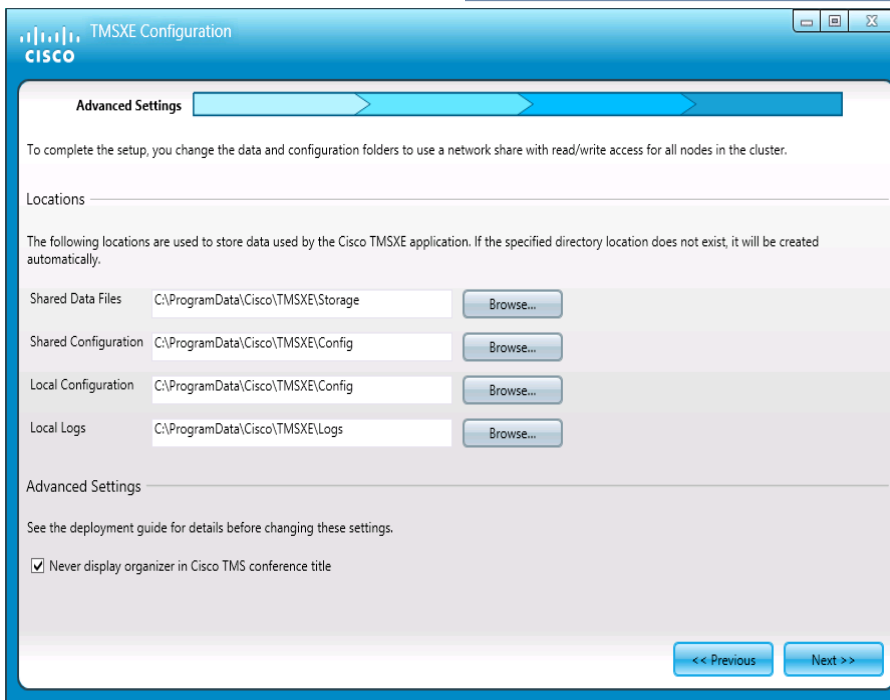 TMSXE Configuration
CISCO
Advanced Settings
To complete the setup, you change the data and configuration folders to use a network share with read/write access for all nodes in the cluster.
Locations
The following locations are used to store data used by the Cisco TMSXE application. If the specified directory location does not exist, it will be created
automatically.
Shared Data Files C:\ProgramData\Cisco\TMSXE\Storage Browse...
Shared Configuration C:\ProgramData\Cisco\TMSXE\Config Browse...
Local Configuration C:\ProgramData\Cisco\TMSXE\Config Browse...
Local Logs C:\ProgramData\Cisco\TMSXE\Logs Browse...
Advanced Settings
See the deployment guide for details before changing these settings.
Never display organizer in Cisco TMS conference title
<< Previous Next >>